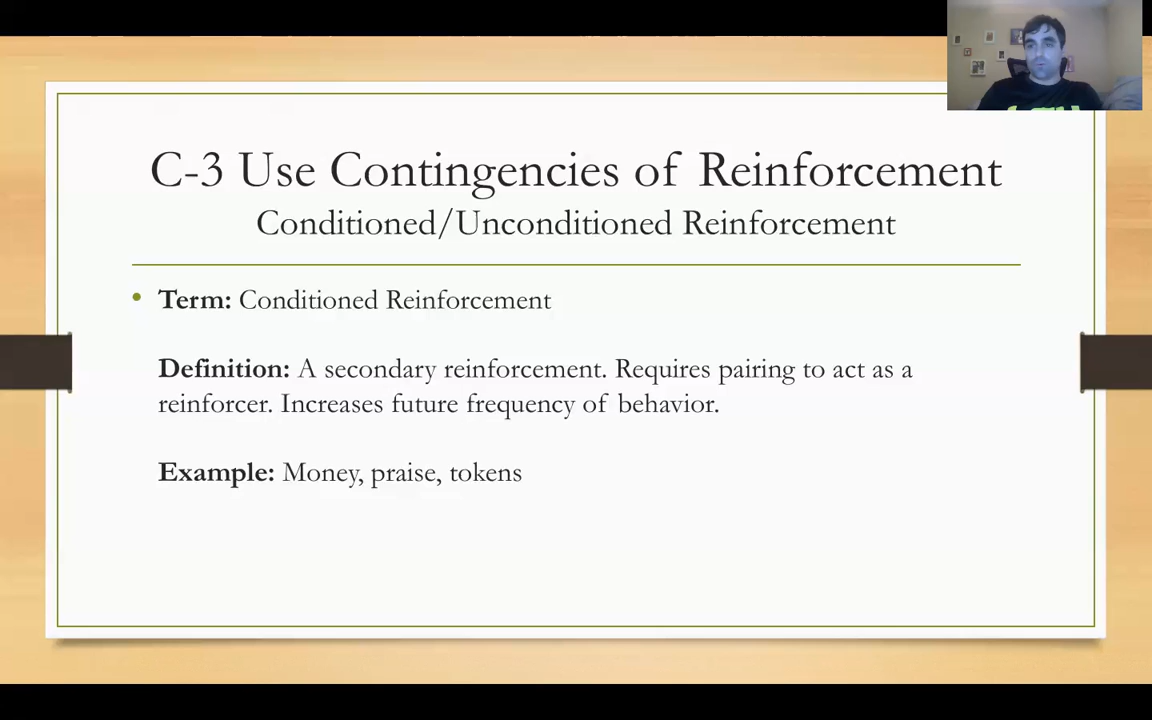 C-3 Use Contingencies of Reinforcement
Conditioned/Unconditioned Reinforcement
• Term: Conditioned Reinforcement
Definition: A secondary reinforcement. Requires pairing to act as a
reinforcer. Increases future frequency of behavior.
Example: Money, praise, tokens